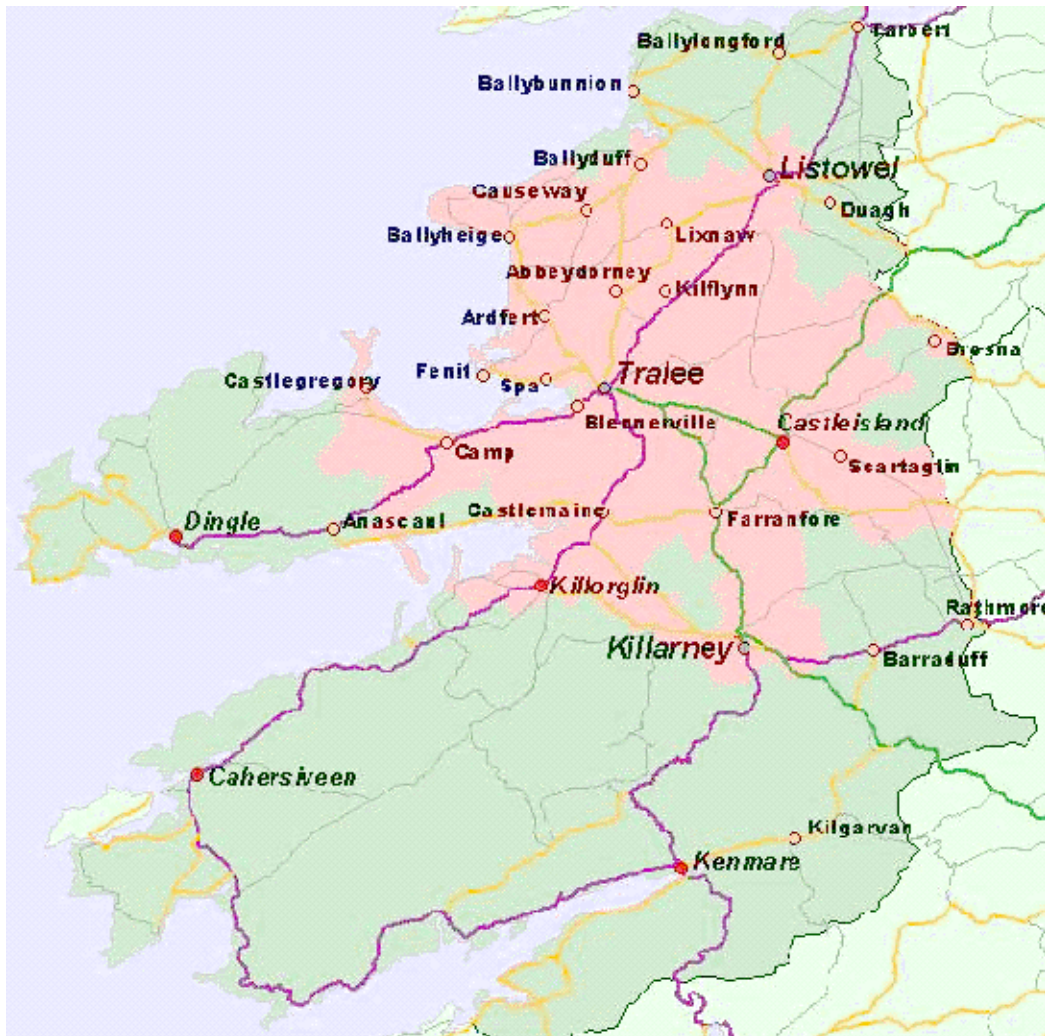 Tarbert
Ballylongford
Ballybunnion
Ballyduff
Listowel
Causeway
Duagh
Ballyheige
Lixnaw
Abbeydorney
Kilflynn
Ardfert
Brosna
Fenit
Tralee
Castlegregory
Spa
Blennerville
Castleisland
Camp
Scartaglin
Castlemaine
Farranfore
Dingle
Anascaul
Killorglin
Rathmore
Killarney
Barraduff
Cahersiveen
Kilgarvan
Kenmare